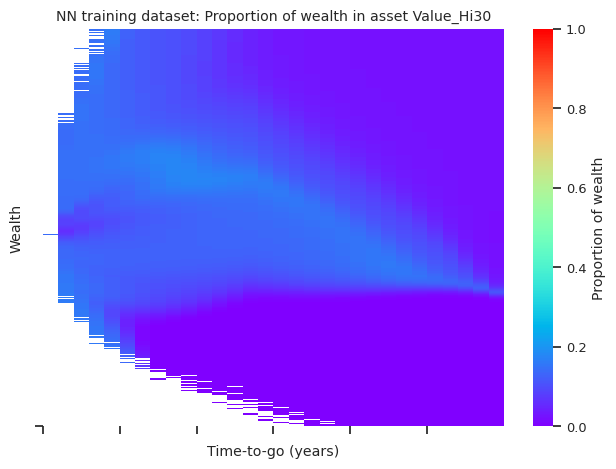 NN training dataset: Proportion of wealth in asset Value_Hi30
Wealth
Time-to-go (years)
1.0
0.8
0.6
0.4
0.2
0.0
Proportion of wealth